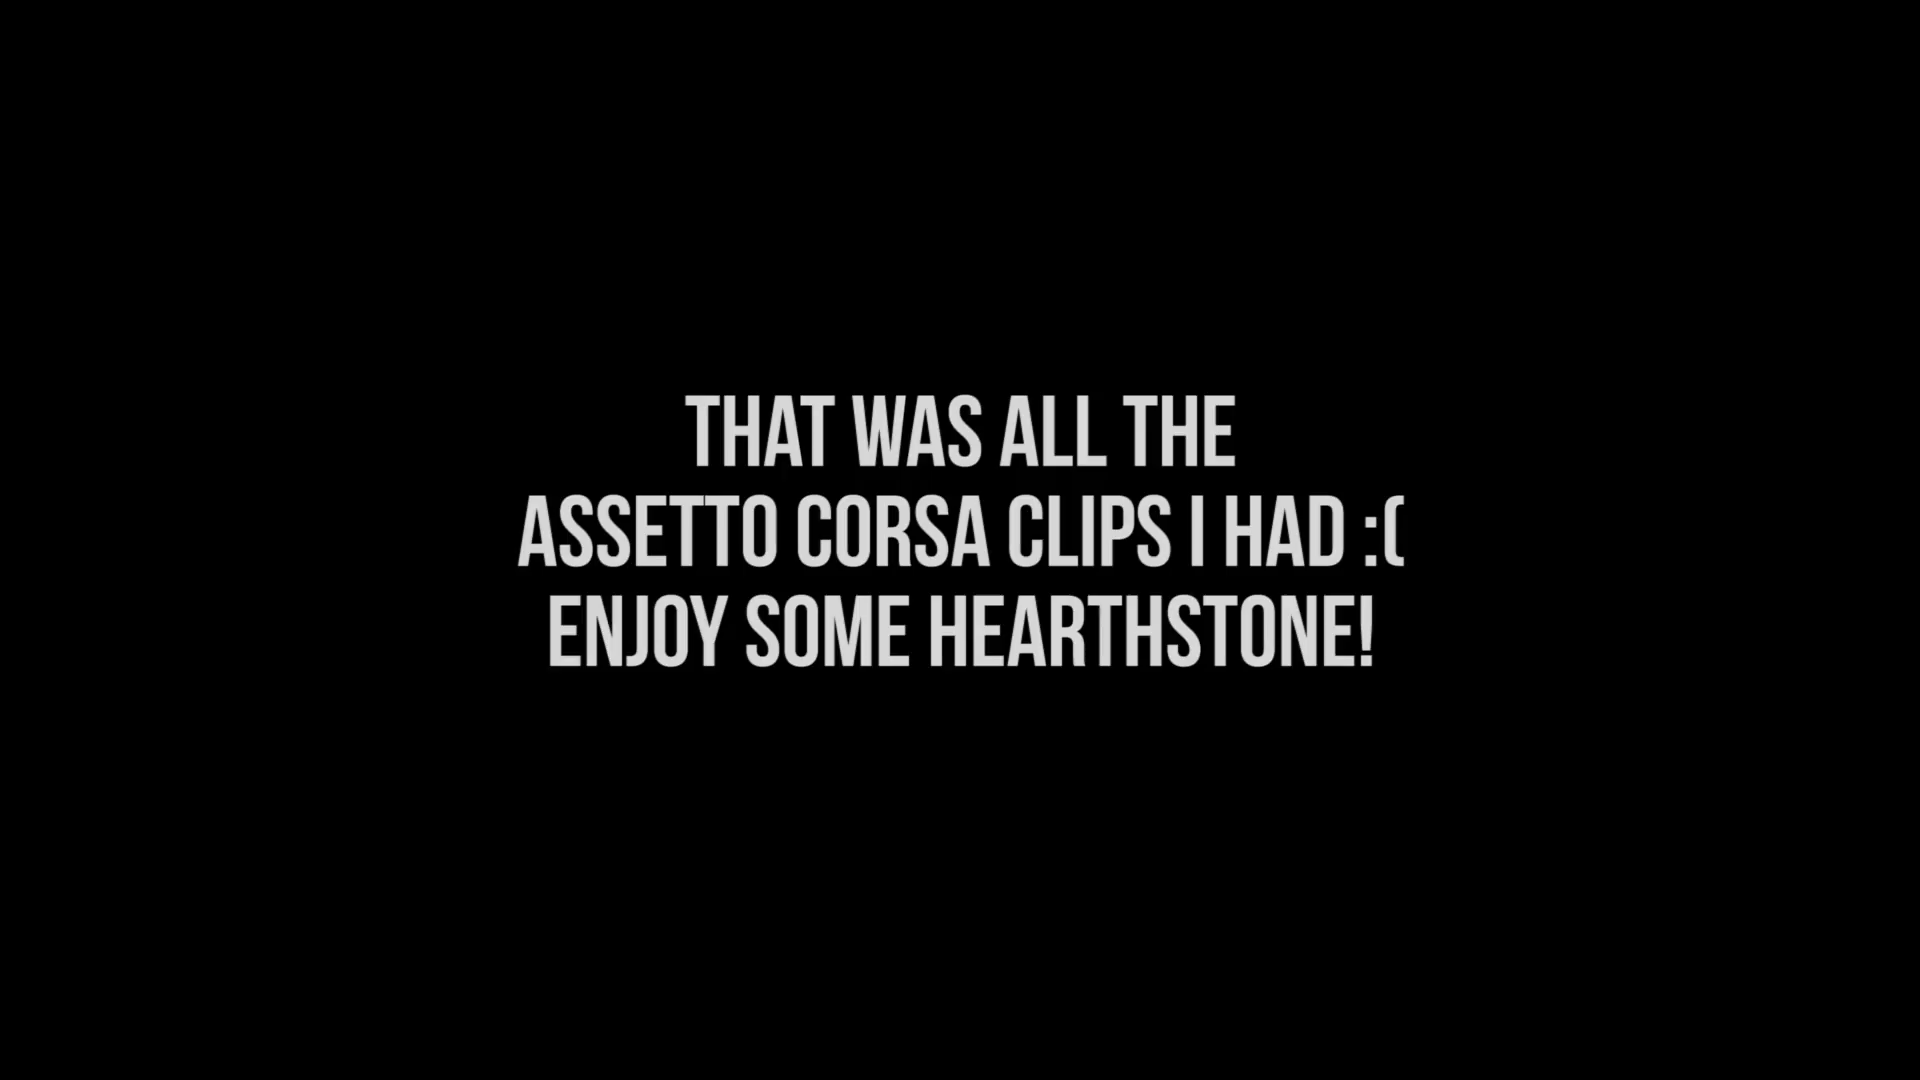 THAT WAS ALL THE
ASSETTO CORSA CLIPS I HAD :(
ENJOY SOME HEARTHSTONE!